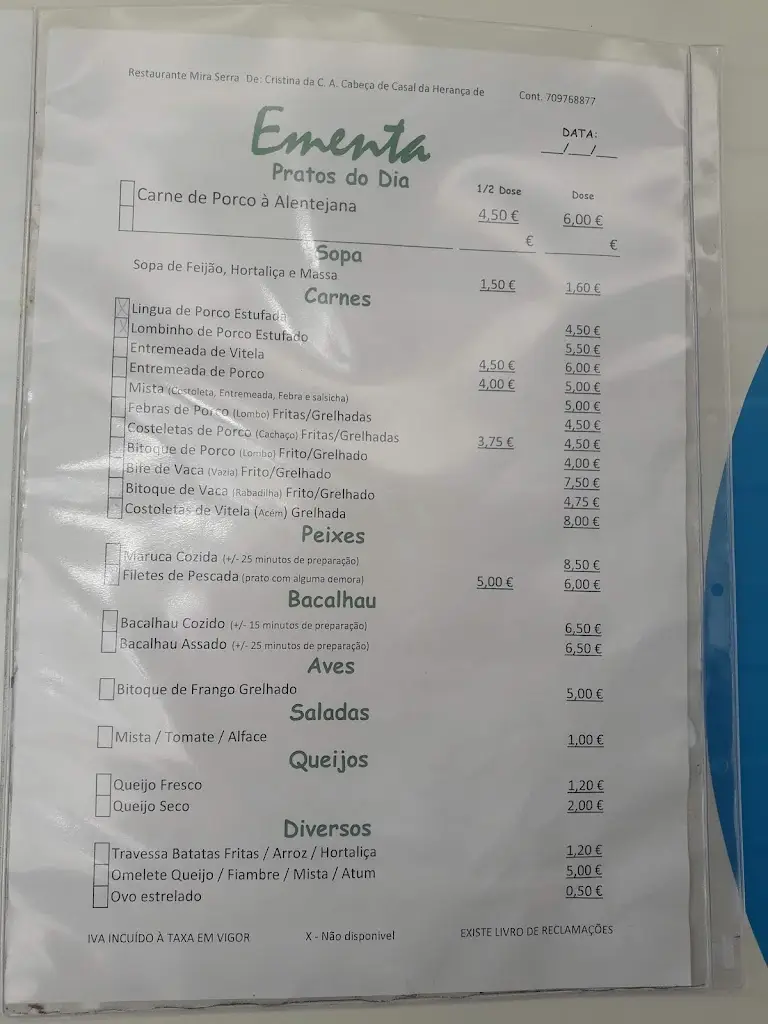 Restaurante Mira Serra De: Cristina da C. A. Cabeça de Casal da Herança de Cont. 709768877
Ementa
DATA:
__/__/__
Pratos do Dia 1/2 Dose Dose
Carne de Porco à Alentejana 4,50 € 6,00 €
€ €
Sopa
Sopa de Feijão, Hortaliça e Massa 1,50 € 1,60 €
Carnes
X Lingua de Porco Estufada 4,50 €
X Lombinho de Porco Estufado 5,50 €
Entremeada de Vitela 4,50 € 6,00 €
Entremeada de Porco 4,00 € 5,00 €
Mista (Costoleta, Entremeada, Febra e salsicha) 5,00 €
Febras de Porco (Lombo) Fritas/Grelhadas 4,50 €
Costeletas de Porco (Cachaço) Fritas/Grelhadas 3,75 € 4,50 €
Bitoque de Porco (Lombo) Frito/Grelhado 4,00 €
Bife de Vaca (Vazia) Frito/Grelhado 7,50 €
Bitoque de Vaca (Rabadilha) Frito/Grelhado 4,75 €
Costoletas de Vitela (Acém) Grelhada 8,00 €
Peixes
Maruca Cozida (+/- 25 minutos de preparação) 8,50 €
Filetes de Pescada (prato com alguma demora) 5,00 € 6,00 €
Bacalhau
Bacalhau Cozido (+/- 15 minutos de preparação) 6,50 €
Bacalhau Assado (+/- 25 minutos de preparação) 6,50 €
Aves
Bitoque de Frango Grelhado 5,00 €
Saladas
Mista / Tomate / Alface 1,00 €
Queijos
Queijo Fresco 1,20 €
Queijo Seco 2,00 €
Diversos
Travessa Batatas Fritas / Arroz / Hortaliça 1,20 €
Omelete Queijo / Fiambre / Mista / Atum 5,00 €
Ovo estrelado 0,50 €
IVA INCUÍDO À TAXA EM VIGOR X - Não disponivel EXISTE LIVRO DE RECLAMAÇÕES